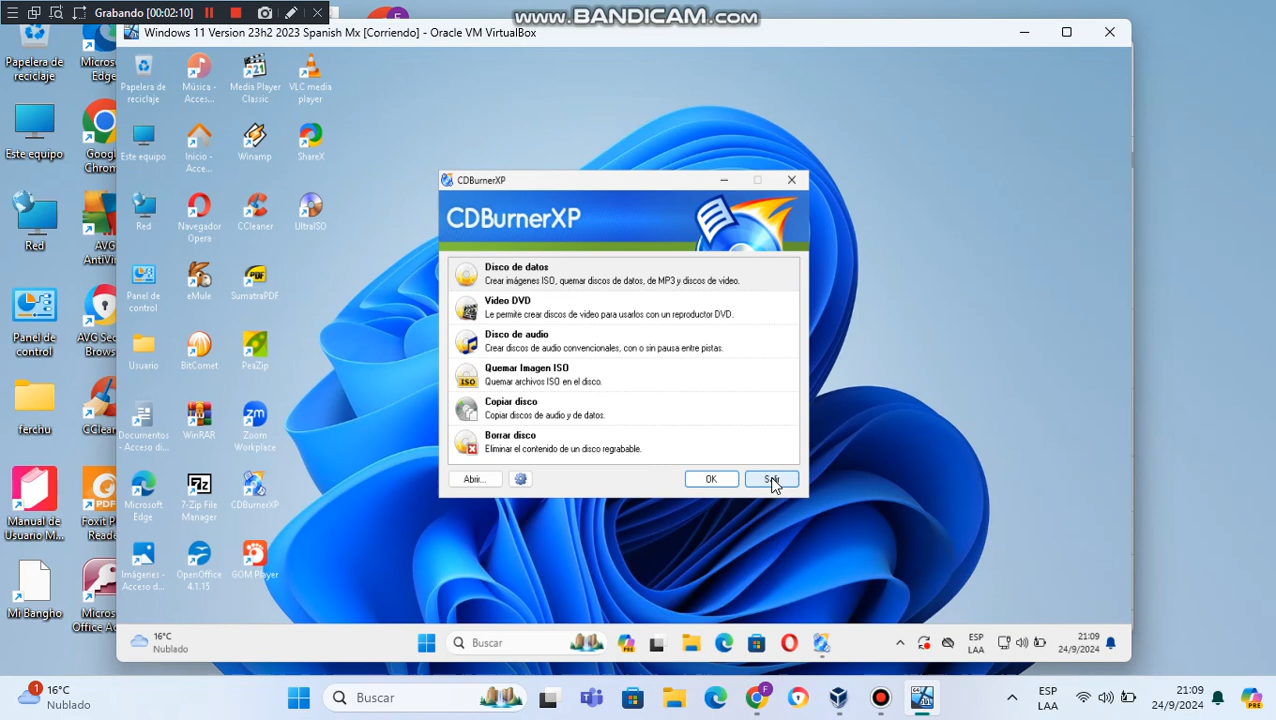 Grabando [00:02:10]
www.BANDICAM.com
Windows 11 Version 23h2 2023 Spanish Mx [Corriendo] - Oracle VM VirtualBox
Papelera de reciclaje
Este equipo
Google Chrome
Red
AVG
Panel de control
AVG
ferchu
Manual de Usuario M...
Foxit P
Mi Bangho
Office A
Papelera de reciclaje
Música - Acces...
Media Player Classic
VLC media player
Este equipo
Inicio - Acce...
Winamp
ShareX
Red
Navegador Opera
CCleaner
UltraISO
Panel de control
eMule
SumatraPDF
Usuario
BitComet
PeaZip
Documentos - Acceso di...
WinRAR
Zoom Workplace
Microsoft Edge
7-Zip File Manager
CDBurnerXP
Imágenes - Acceso d...
OpenOffice 4.1.15
GOM Player
CDBurnerXP
CDBurnerXP
Disco de datos
Crear imágenes ISO, quemar discos de datos, de MP3 y discos de video.
Video DVD
Le permite crear discos de video para usarlos con un reproductor DVD.
Disco de audio
Crear discos de audio convencionales, con o sin pausa entre pistas.
Quemar Imagen ISO
Quemar archivos ISO en el disco.
Copiar disco
Copiar discos de audio y de datos.
Borrar disco
Eliminar el contenido de un disco regrabable.
Abrir...
OK
16°C
Nublado
Buscar
ESP
LAA
21:09
24/9/2024
16°C
Nublado
Buscar
ESP
LAA
21:09
24/9/2024